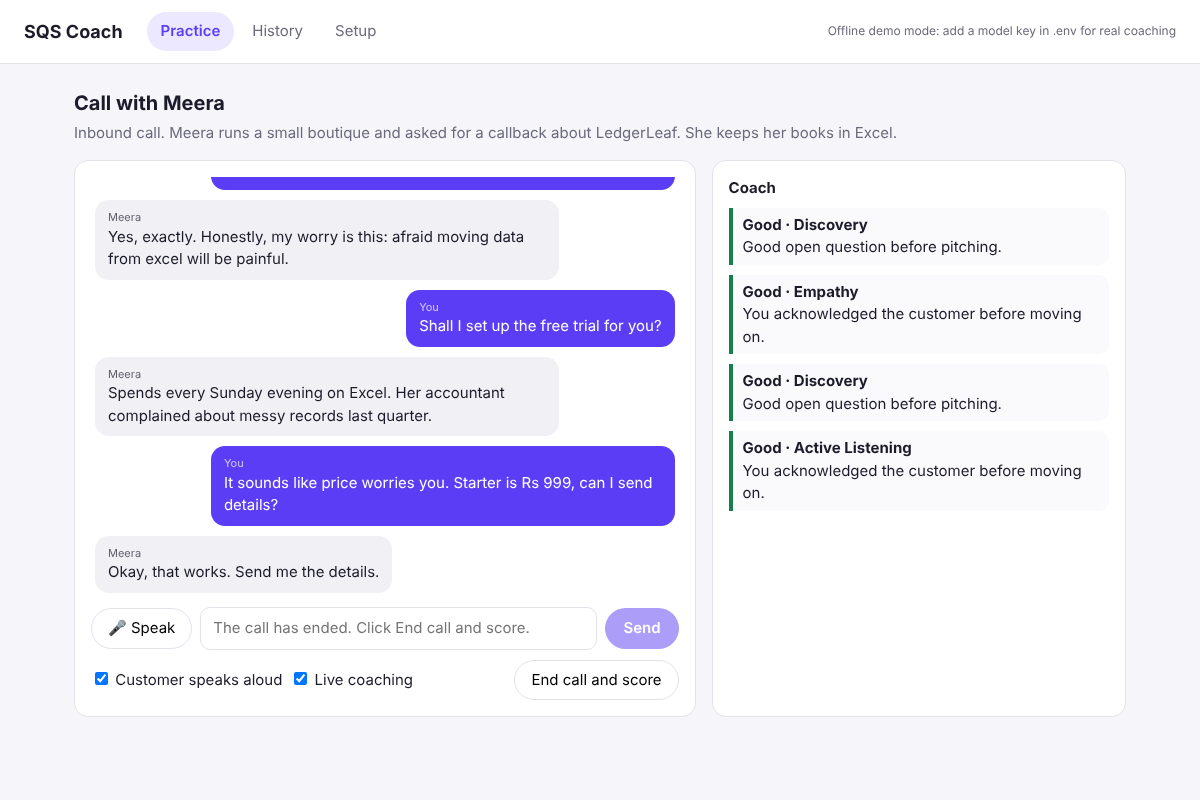 SQS Coach
Practice
History
Setup
Offline demo mode: add a model key in .env for real coaching
Call with Meera
Inbound call. Meera runs a small boutique and asked for a callback about LedgerLeaf. She keeps her books in Excel.
Meera
Yes, exactly. Honestly, my worry is this: afraid moving data
from excel will be painful.
You
Shall I set up the free trial for you?
Meera
Spends every Sunday evening on Excel. Her accountant
complained about messy records last quarter.
You
It sounds like price worries you. Starter is Rs 999, can I send
details?
Meera
Okay, that works. Send me the details.
🎤 Speak
The call has ended. Click End call and score.
Send
Customer speaks aloud
Live coaching
End call and score
Coach
Good · Discovery
Good open question before pitching.
Good · Empathy
You acknowledged the customer before moving
on.
Good · Discovery
Good open question before pitching.
Good · Active Listening
You acknowledged the customer before moving
on.